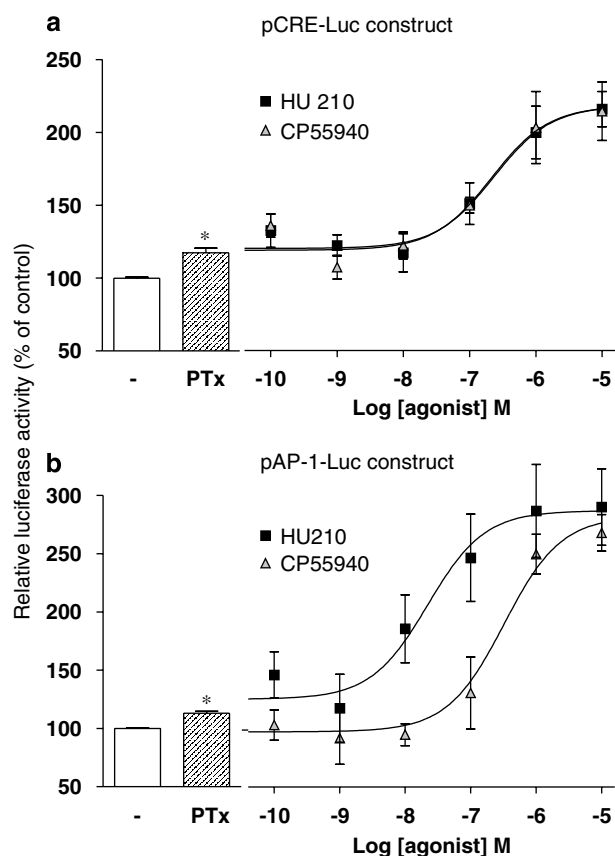 a
pCRE-Luc construct
250
200
150
100
50
HU 210
CP55940
*
- PTx
-10 -9 -8 -7 -6 -5
Log [agonist] M
Relative luciferase activity (% of control)
b
pAP-1-Luc construct
300
250
200
150
100
50
HU210
CP55940
*
- PTx
-10 -9 -8 -7 -6 -5
Log [agonist] M